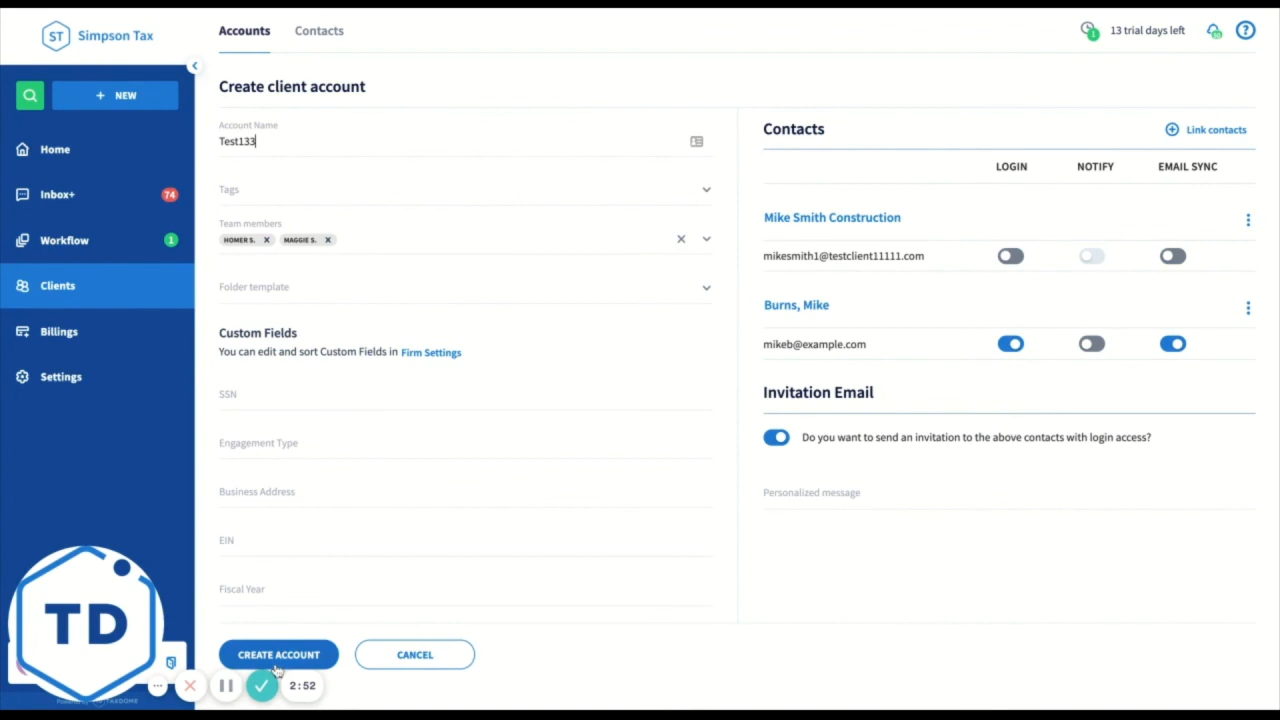 ST Simpson Tax
Accounts Contacts
1 13 trial days left
+ NEW
Home
Inbox+ 74
Workflow 1
Clients
Billings
Settings
Create client account
Account Name
Test133
Tags
Team members
HOMER S. X MAGGIE S. X
Folder template
Custom Fields
You can edit and sort Custom Fields in Firm Settings
SSN
Engagement Type
Business Address
EIN
Fiscal Year
CREATE ACCOUNT CANCEL
Contacts
Link contacts
LOGIN NOTIFY EMAIL SYNC
Mike Smith Construction
mikesmith1@testclient11111.com
Burns, Mike
mikeb@example.com
Invitation Email
Do you want to send an invitation to the above contacts with login access?
Personalized message
TD
2:52
Powered by TAXDOME